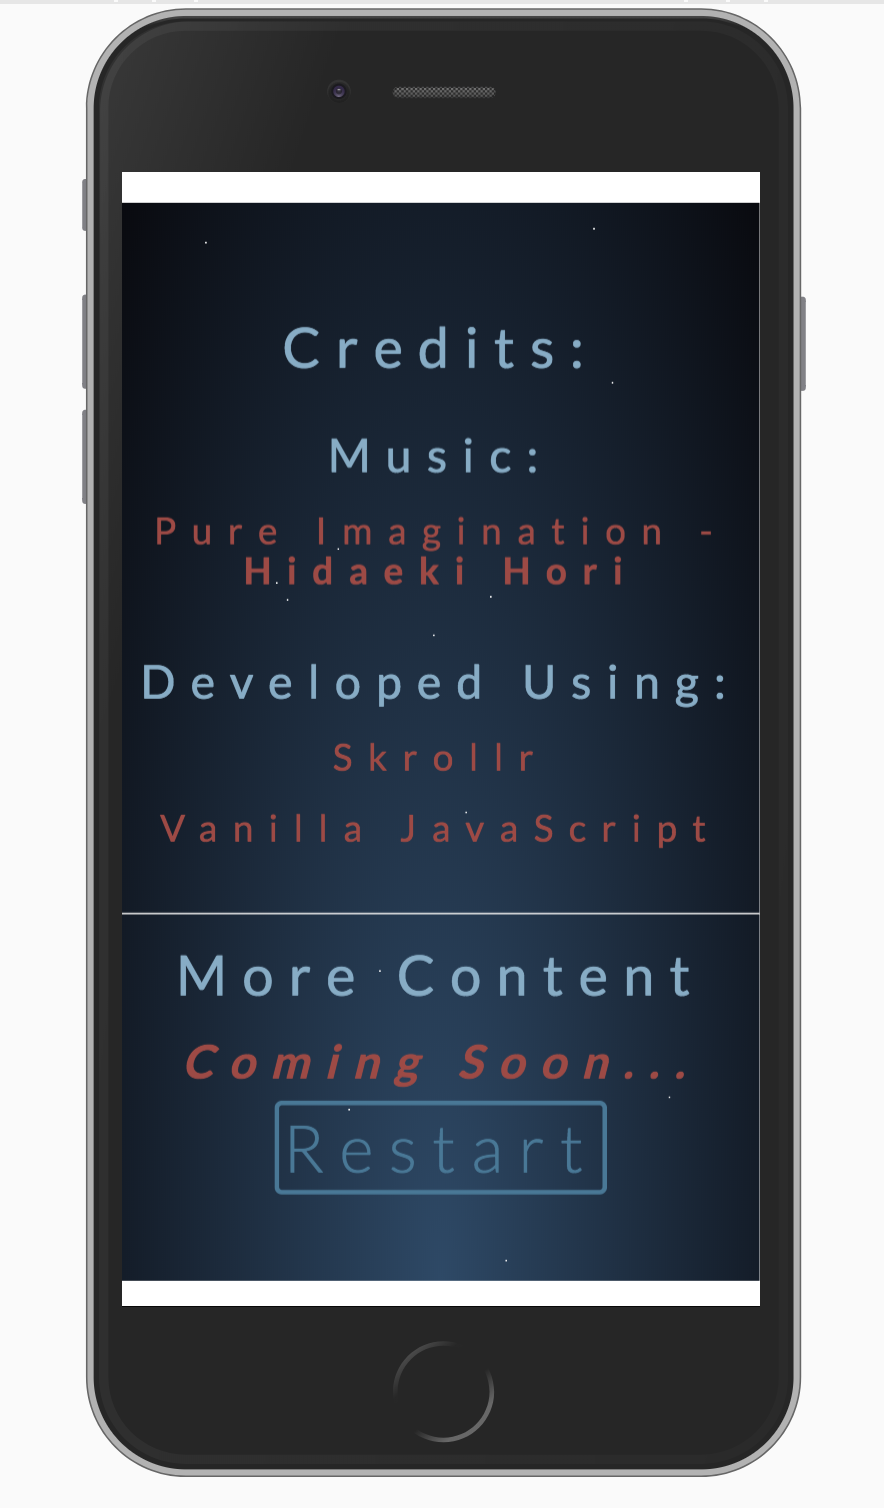 Credits:
Music:
Pure Imagination -
Hidaeki Hori
Developed Using:
Skrollr
Vanilla JavaScript
More Content
Coming Soon...
Restart